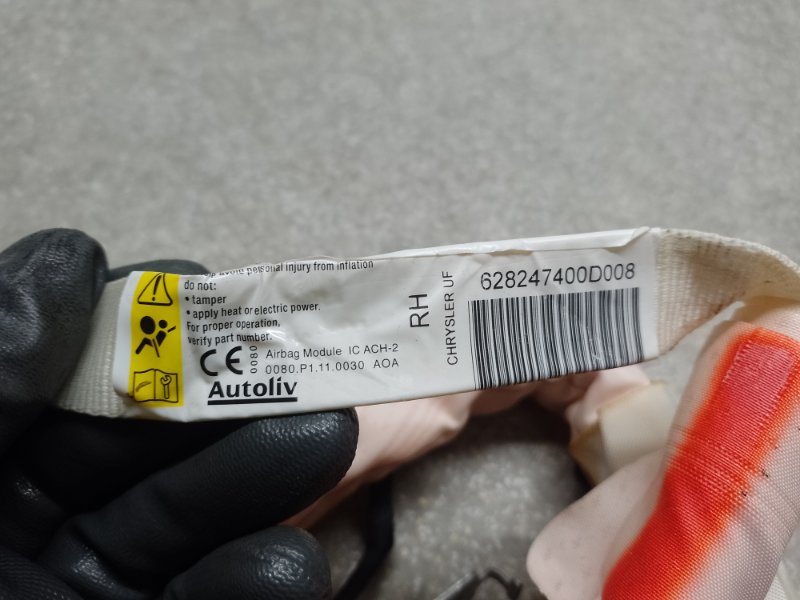 avoid personal injury from inflation
do not:
• tamper
• apply heat or electric power.
For proper operation,
verify part number.
CE 0080
Airbag Module IC ACH-2
0080.P1.11.0030 AOA
Autoliv
RH
CHRYSLER UF
628247400D008